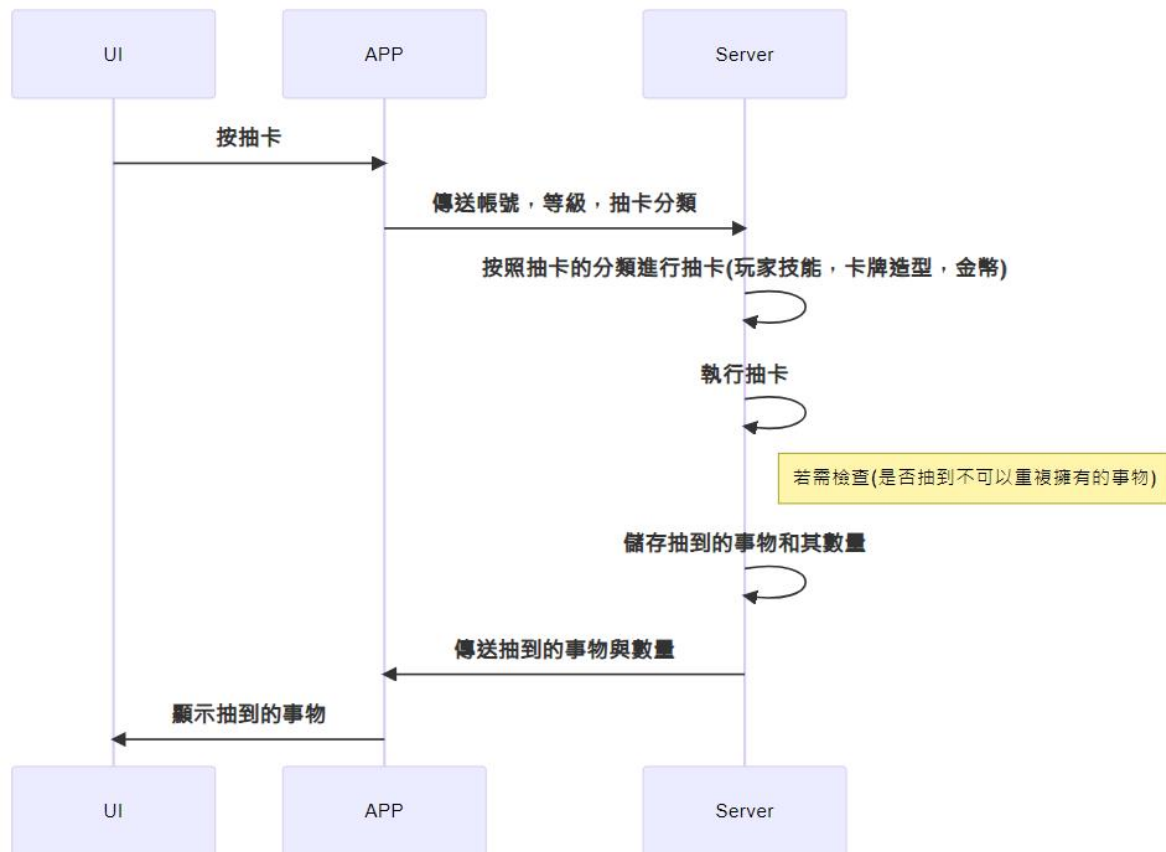 UI
APP
Server
按抽卡
傳送帳號，等級，抽卡分類
按照抽卡的分類進行抽卡(玩家技能，卡牌造型，金幣)
執行抽卡
若需檢查(是否抽到不可以重複擁有的事物)
儲存抽到的事物和其數量
傳送抽到的事物與數量
顯示抽到的事物
UI
APP
Server